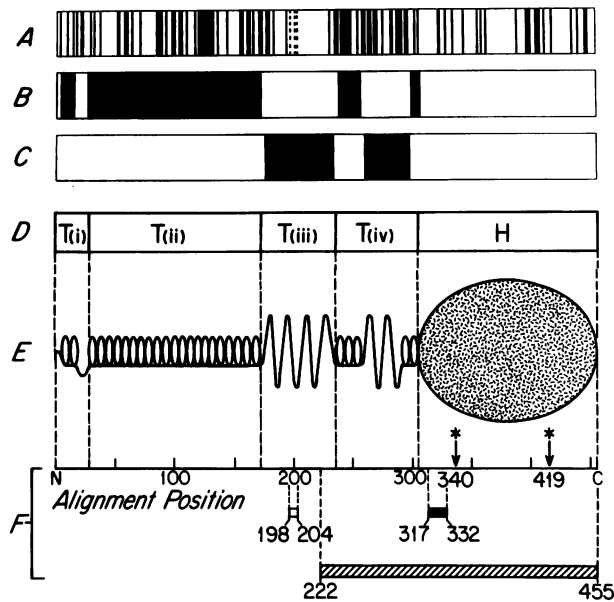 A
B
C
D T(i) T(ii) T(iii) T(iv) H
E
* *
N 100 200 300 340 419 C
Alignment Position
F 198 204 317 332
222 455